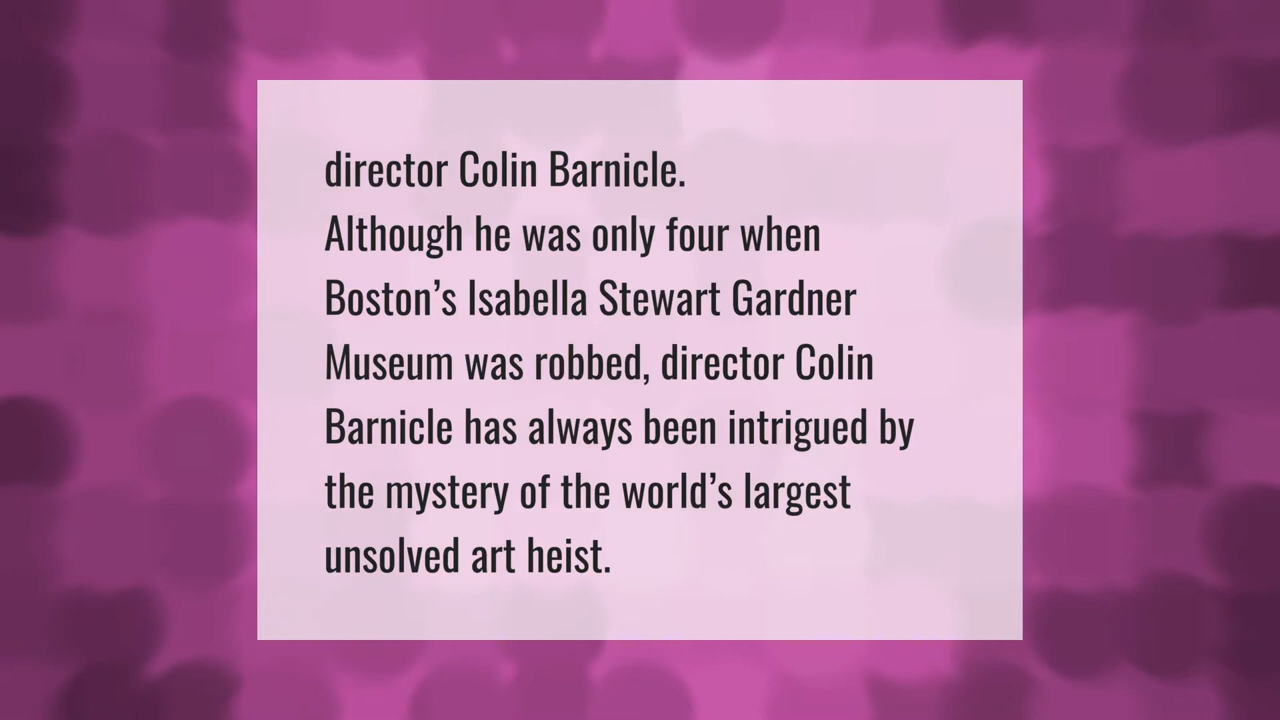 director Colin Barnicle.
Although he was only four when
Boston’s Isabella Stewart Gardner
Museum was robbed, director Colin
Barnicle has always been intrigued by
the mystery of the world’s largest
unsolved art heist.